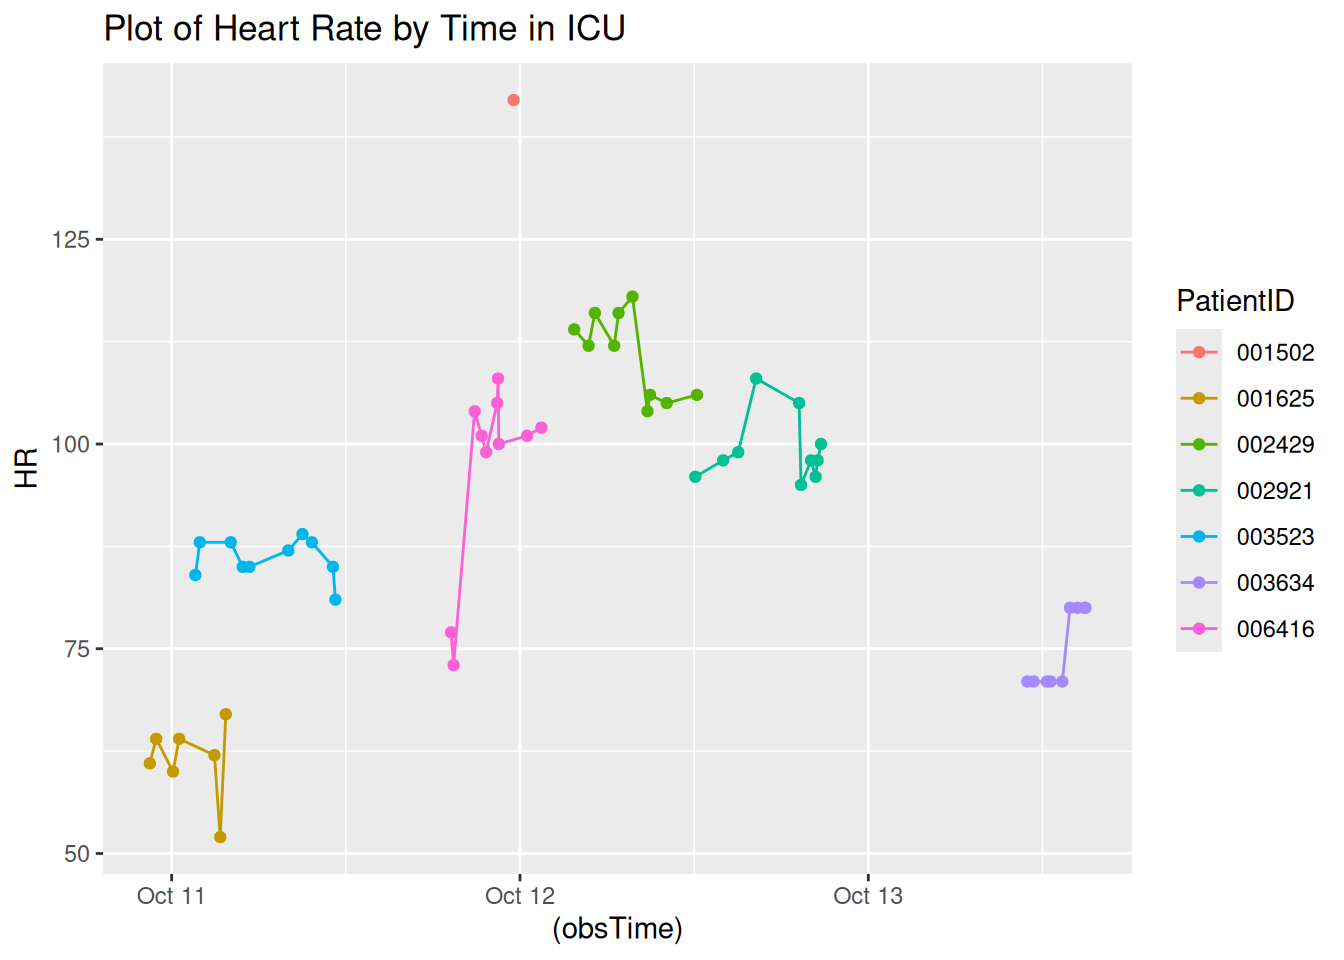 Plot of Heart Rate by Time in ICU
HR
125
100
75
50
Oct 11
Oct 12
Oct 13
(obsTime)
PatientID
001502
001625
002429
002921
003523
003634
006416